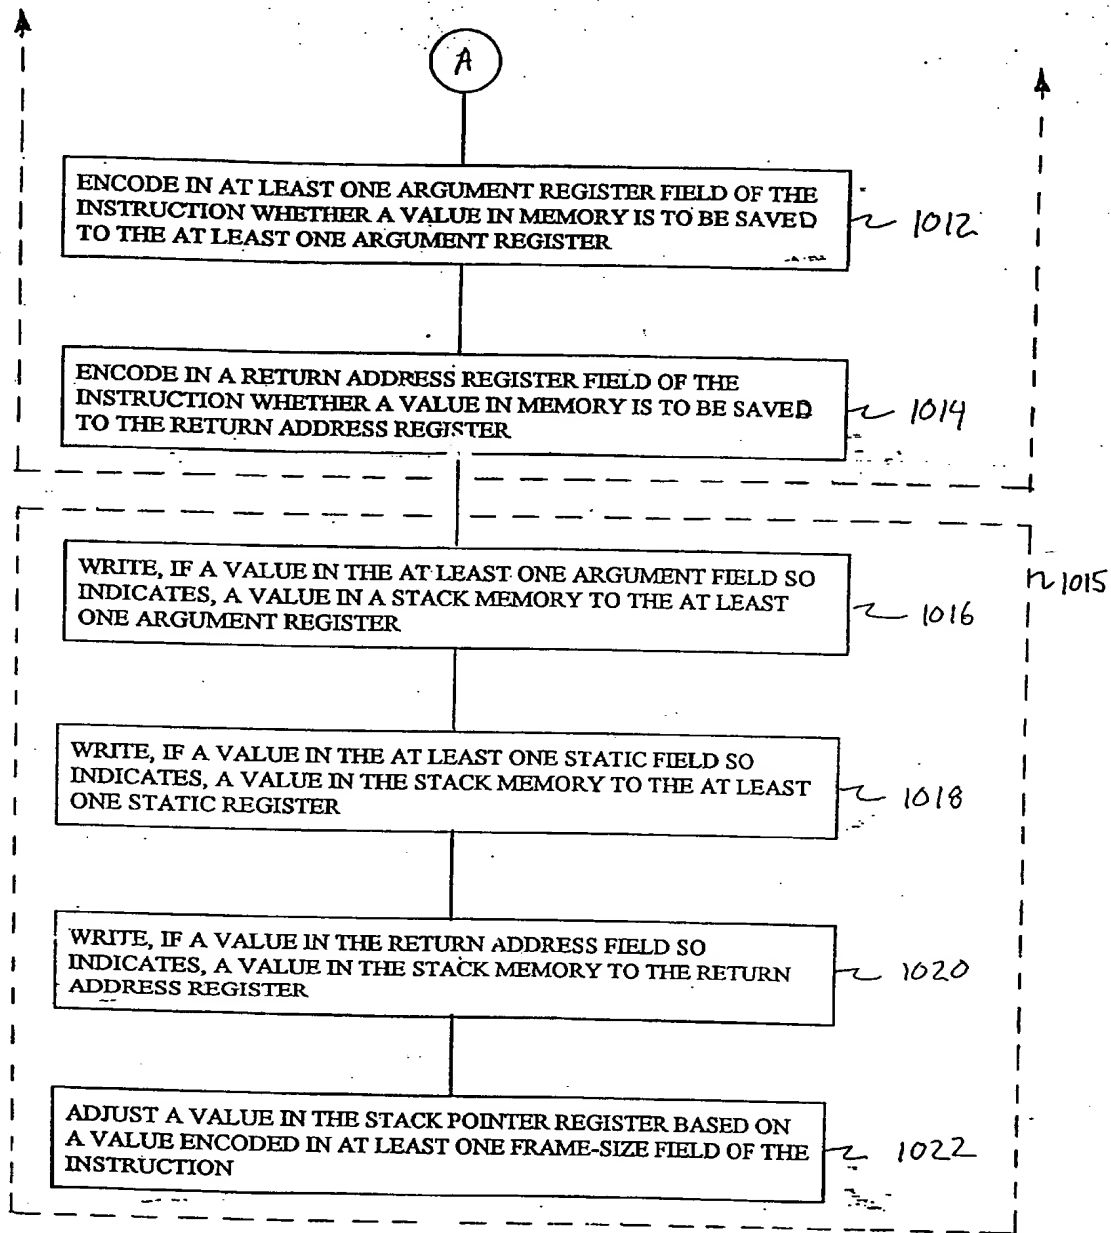 A
ENCODE IN AT LEAST ONE ARGUMENT REGISTER FIELD OF THE
INSTRUCTION WHETHER A VALUE IN MEMORY IS TO BE SAVED
TO THE AT LEAST ONE ARGUMENT REGISTER
1012
ENCODE IN A RETURN ADDRESS REGISTER FIELD OF THE
INSTRUCTION WHETHER A VALUE IN MEMORY IS TO BE SAVED
TO THE RETURN ADDRESS REGISTER
1014
WRITE, IF A VALUE IN THE AT LEAST ONE ARGUMENT FIELD SO
INDICATES, A VALUE IN A STACK MEMORY TO THE AT LEAST
ONE ARGUMENT REGISTER
1015
1016
WRITE, IF A VALUE IN THE AT LEAST ONE STATIC FIELD SO
INDICATES, A VALUE IN THE STACK MEMORY TO THE AT LEAST
ONE STATIC REGISTER
1018
WRITE, IF A VALUE IN THE RETURN ADDRESS FIELD SO
INDICATES, A VALUE IN THE STACK MEMORY TO THE RETURN
ADDRESS REGISTER
1020
ADJUST A VALUE IN THE STACK POINTER REGISTER BASED ON
A VALUE ENCODED IN AT LEAST ONE FRAME-SIZE FIELD OF THE
INSTRUCTION
1022